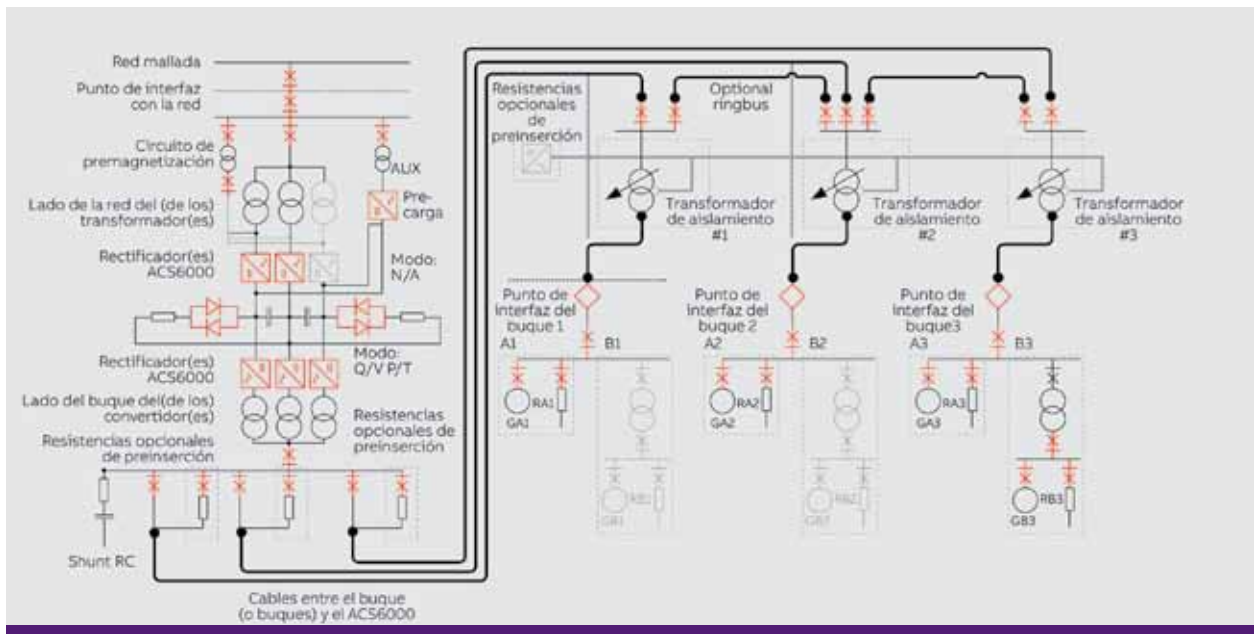 Red mallada
Punto de interfaz
con la red
Circuito de
premagnetización
AUX
Pre-
carga
Lado de la red del (de los)
transformador(es)
Rectificador(es)
ACS6000
Modo:
N/A
Rectificador(es)
ACS6000
Modo:
Q/V P/T
Lado del buque del(de los)
convertidor(es)
Resistencias
opcionales de
preinserción
Resistencias opcionales
de preinserción
Shunt RC
Cables entre el buque
(o buques) y el ACS6000
Resistencias
opcionales
de
preinserción
Optional
ringbus
Transformador
de aislamiento
#1
Transformador
de aislamiento
#2
Transformador
de aislamiento
#3
Punto de
interfaz del
buque 1
Punto de
interfaz del
buque 2
Punto de
interfaz del
buque3
A1
B1
A2
B2
A3
B3
RA1
GA1
RA2
GA2
RA3
GA3
RB1
GB1
RB2
RB3
GB3